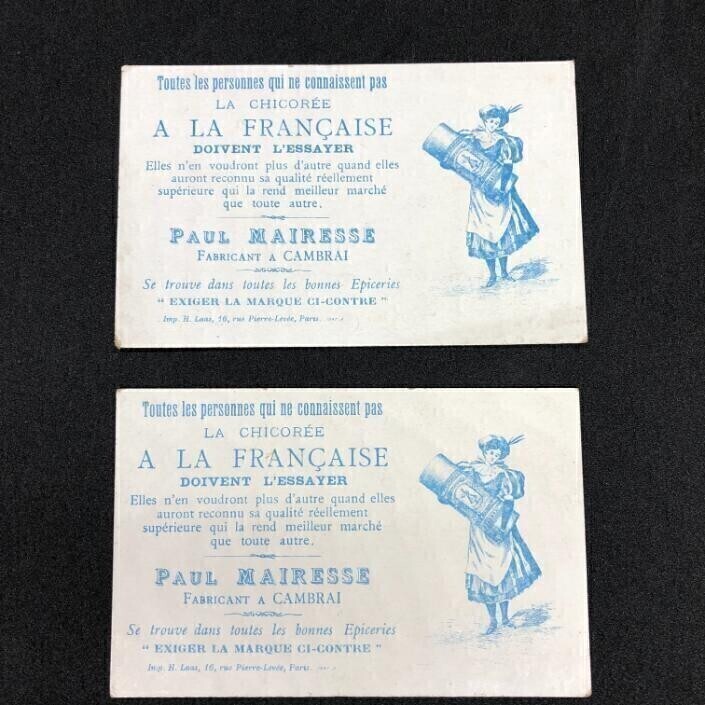 Toutes les personnes qui ne connaissent pas
LA CHICORÉE
A LA FRANÇAISE
DOIVENT L'ESSAYER
Elles n'en voudront plus d'autre quand elles
auront reconnu sa qualité réellement
supérieure qui la rend meilleur marché
que toute autre.
PAUL MAIRESSE
FABRICANT A CAMBRAI
Se trouve dans toutes les bonnes Epiceries
" EXIGER LA MARQUE CI-CONTRE "
Imp. H. Laas, 16, rue Pierre-Levée, Paris.
Toutes les personnes qui ne connaissent pas
LA CHICORÉE
A LA FRANÇAISE
DOIVENT L'ESSAYER
Elles n'en voudront plus d'autre quand elles
auront reconnu sa qualité réellement
supérieure qui la rend meilleur marché
que toute autre.
PAUL MAIRESSE
FABRICANT A CAMBRAI
Se trouve dans toutes les bonnes Epiceries
" EXIGER LA MARQUE CI-CONTRE "
Imp. H. Laas, 16, rue Pierre-Levée, Paris.